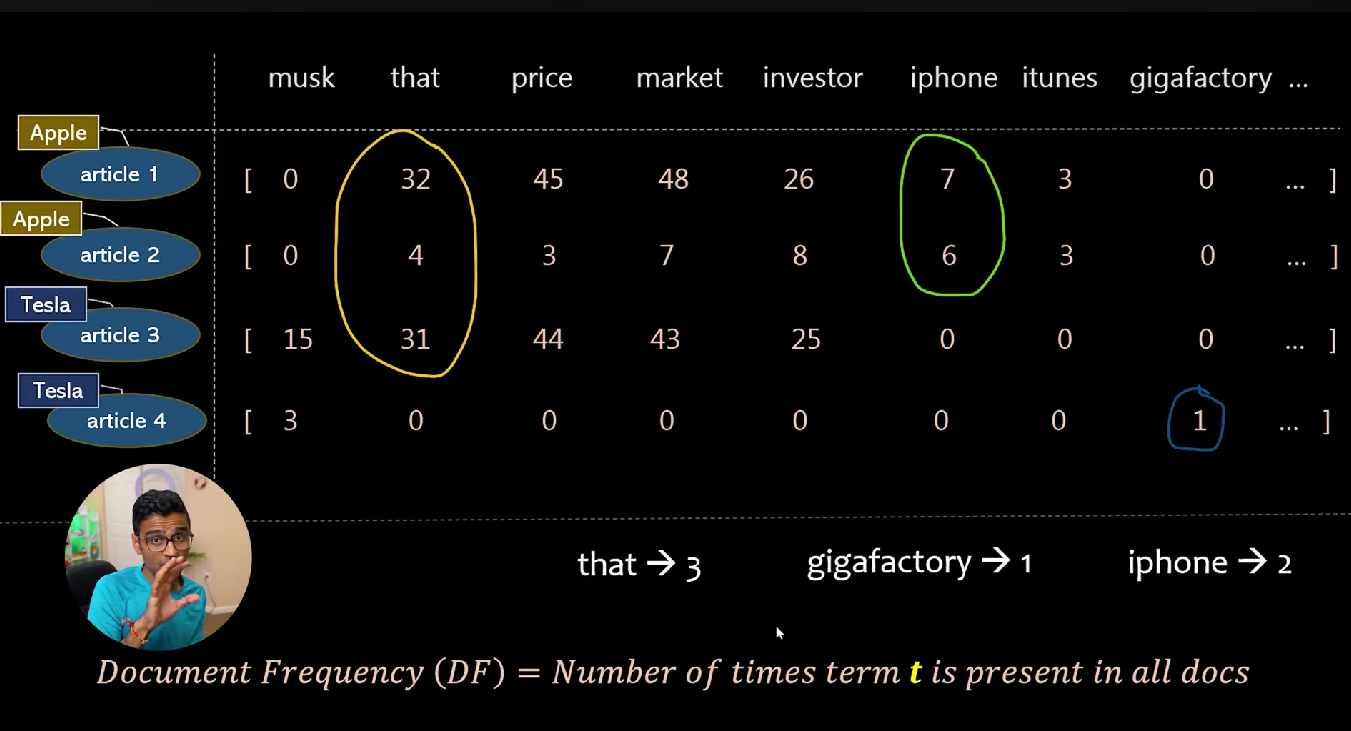 musk that price market investor iphone itunes gigafactory ...
Apple
article 1 [ 0 32 45 48 26 7 3 0 ... ]
Apple
article 2 [ 0 4 3 7 8 6 3 0 ... ]
Tesla
article 3 [ 15 31 44 43 25 0 0 0 ... ]
Tesla
article 4 [ 3 0 0 0 0 0 0 1 ... ]
that → 3 gigafactory → 1 iphone → 2
Document Frequency (DF) = Number of times term t is present in all docs